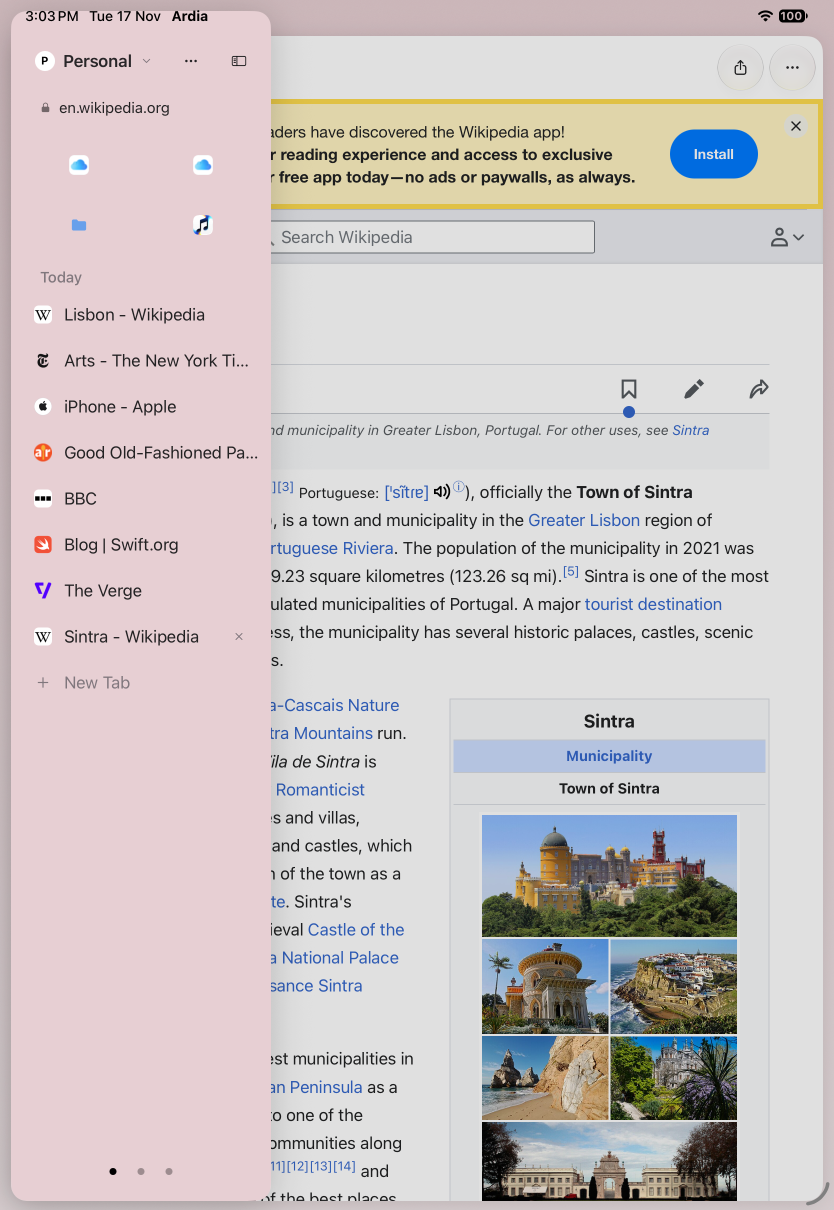 3:03 PM Tue 17 Nov Ardia
100
P Personal
en.wikipedia.org
Today
Lisbon - Wikipedia
Arts - The New York Ti...
iPhone - Apple
Good Old-Fashioned Pa...
BBC
Blog | Swift.org
The Verge
Sintra - Wikipedia
New Tab
aders have discovered the Wikipedia app!
r reading experience and access to exclusive
r free app today—no ads or paywalls, as always.
Install
Search Wikipedia
nd municipality in Greater Lisbon, Portugal. For other uses, see Sintra
][3] Portuguese: [ˈsĩtɾɐ] ), officially the Town of Sintra
), is a town and municipality in the Greater Lisbon region of
rtuguese Riviera. The population of the municipality in 2021 was
9.23 square kilometres (123.26 sq mi).[5] Sintra is one of the most
ulated municipalities of Portugal. A major tourist destination
ess, the municipality has several historic palaces, castles, scenic
s.
a-Cascais Nature
tra Mountains run.
Vila de Sintra is
Romanticist
es and villas,
and castles, which
n of the town as a
te. Sintra's
ieval Castle of the
a National Palace
sance Sintra
est municipalities in
an Peninsula as a
to one of the
ommunities along
11][12][13][14] and
of the best places
Sintra
Municipality
Town of Sintra